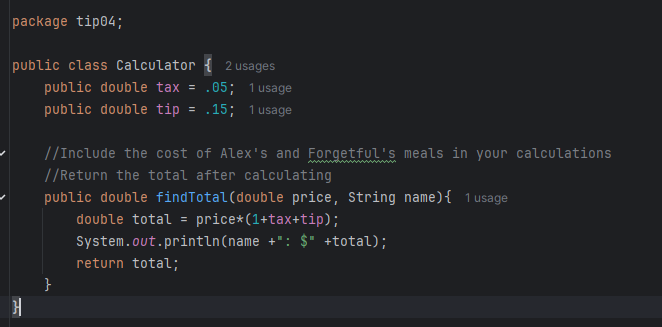 package tip04;
public class Calculator { 2 usages
public double tax = .05; 1 usage
public double tip = .15; 1 usage
//Include the cost of Alex's and Forgetful's meals in your calculations
//Return the total after calculating
public double findTotal(double price, String name){ 1 usage
double total = price*(1+tax+tip);
System.out.println(name +": $" +total);
return total;
}
}